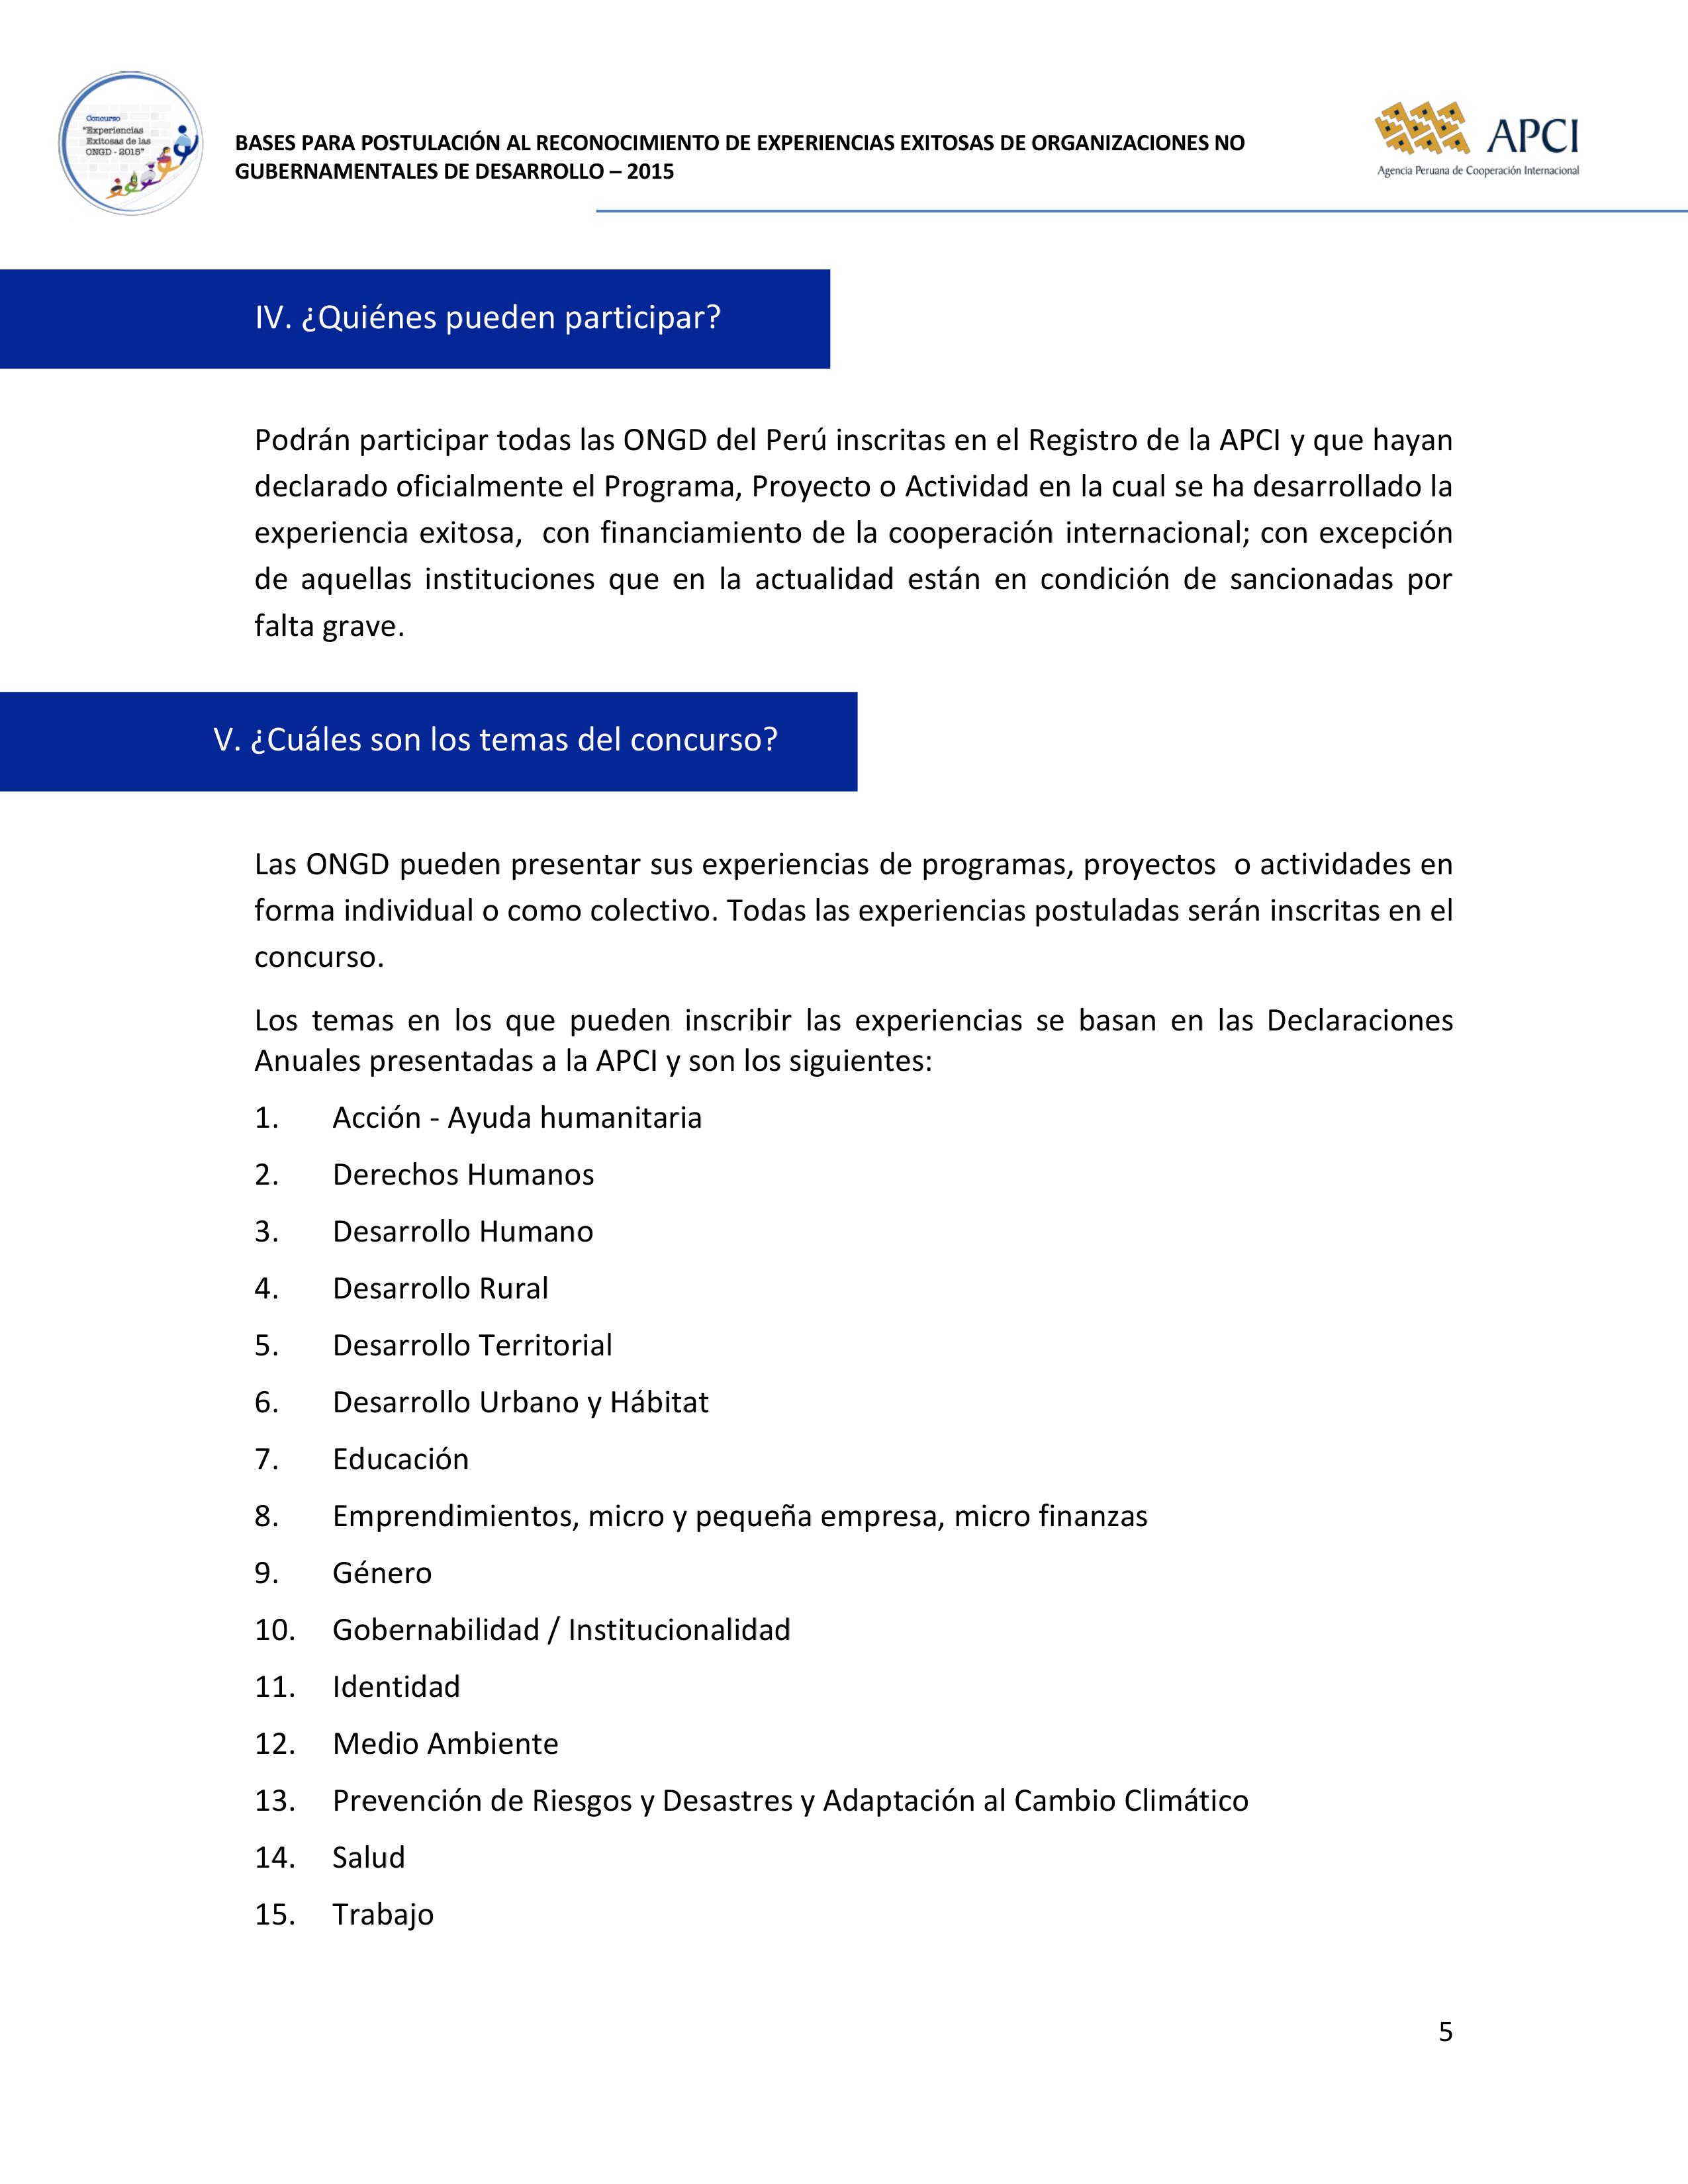 Concurso
"Experiencias
Exitosas de las
ONGD - 2015"
BASES PARA POSTULACIÓN AL RECONOCIMIENTO DE EXPERIENCIAS EXITOSAS DE ORGANIZACIONES NO
GUBERNAMENTALES DE DESARROLLO – 2015
APCI
Agencia Peruana de Cooperación Internacional
IV. ¿Quiénes pueden participar?
Podrán participar todas las ONGD del Perú inscritas en el Registro de la APCI y que hayan
declarado oficialmente el Programa, Proyecto o Actividad en la cual se ha desarrollado la
experiencia exitosa,  con financiamiento de la cooperación internacional; con excepción
de aquellas instituciones que en la actualidad están en condición de sancionadas por
falta grave.
V. ¿Cuáles son los temas del concurso?
Las ONGD pueden presentar sus experiencias de programas, proyectos  o actividades en
forma individual o como colectivo. Todas las experiencias postuladas serán inscritas en el
concurso.
Los temas en los que pueden inscribir las experiencias se basan en las Declaraciones
Anuales presentadas a la APCI y son los siguientes:
1. Acción - Ayuda humanitaria
2. Derechos Humanos
3. Desarrollo Humano
4. Desarrollo Rural
5. Desarrollo Territorial
6. Desarrollo Urbano y Hábitat
7. Educación
8. Emprendimientos, micro y pequeña empresa, micro finanzas
9. Género
10. Gobernabilidad / Institucionalidad
11. Identidad
12. Medio Ambiente
13. Prevención de Riesgos y Desastres y Adaptación al Cambio Climático
14. Salud
15. Trabajo
5